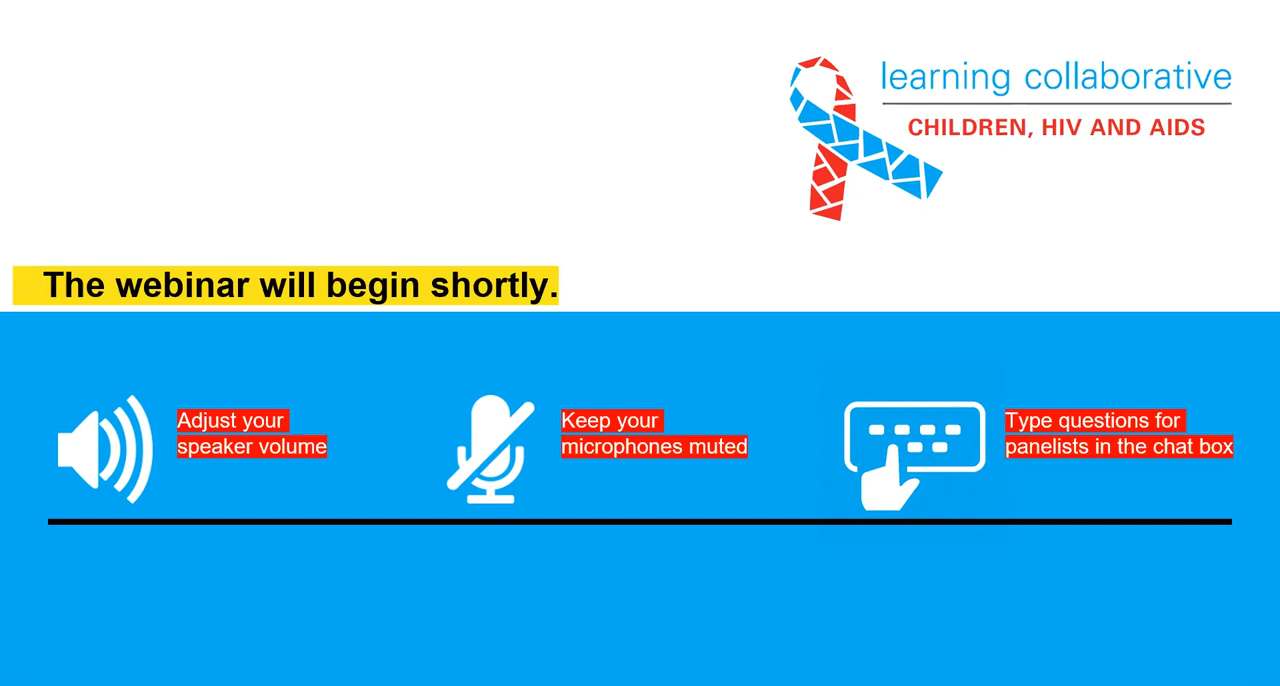 learning collaborative
CHILDREN, HIV AND AIDS
The webinar will begin shortly.
Adjust your
speaker volume
Keep your
microphones muted
Type questions for
panelists in the chat box